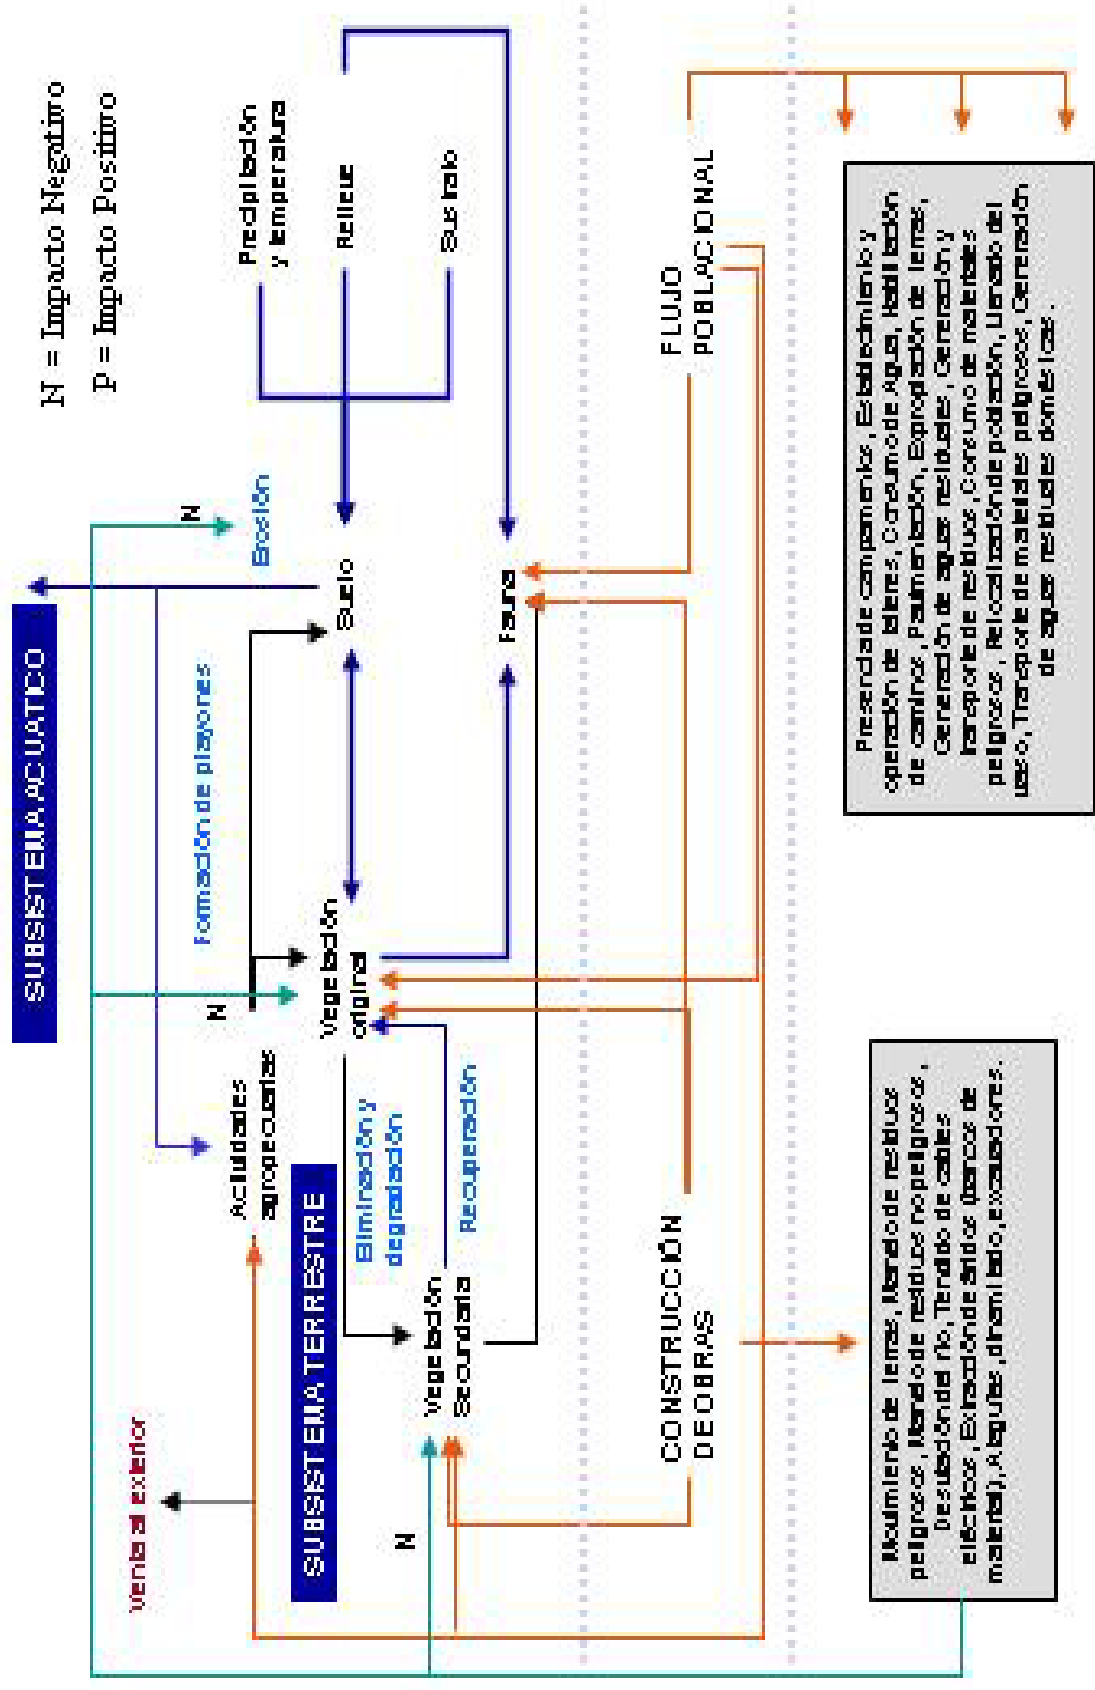 N = Impacto Negativo
P = Impacto Positivo
SUBSISTEMA ACUATICO
Venta al exterior
Formación de playones
N
Erosión
N
Actividades
agropecuarias
Precipitación
y temperatura
Relieve
Sustrato
Suelo
Fauna
Vegetación
original
SUBSISTEMA TERRESTRE
Eliminación y
degradación
Recuperación
Vegetación
Secundaria
N
CONSTRUCCIÓN
DE OBRAS
FLUJO
POBLACIONAL
Movimiento de tierras, Manejo de residuos
peligrosos, Manejo de residuos no peligrosos,
Desviación del río, Tendido de cables
eléctricos, Extracción de áridos (bancos de
material), Ataguías, dinamitado, excavadores.
Presencia de campamentos, Establecimiento y
operación de talleres, Consumo de Agua, Habilitación
de caminos, Pavimentación, Expropiación de tierras,
Generación de aguas residuales, Generación y
transporte de residuos, Consumo de materiales
peligrosos, Relocalización de población, Llenado del
vaso, Transporte de materiales peligrosos, Generación
de aguas residuales domésticas.